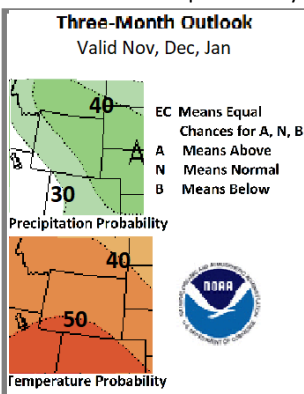 Three-Month Outlook
Valid Nov, Dec, Jan
40
A
30
EC Means Equal
Chances for A, N, B
A Means Above
N Means Normal
B Means Below
Precipitation Probability
40
50
NOAA
Temperature Probability